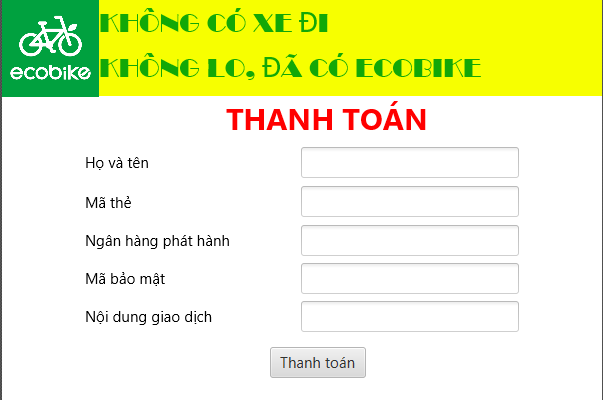 KHÔNG CÓ XE ĐI
ecobike
KHÔNG LO, ĐÃ CÓ ECOBIKE
THANH TOÁN
Họ và tên
Mã thẻ
Ngân hàng phát hành
Mã bảo mật
Nội dung giao dịch
Thanh toán